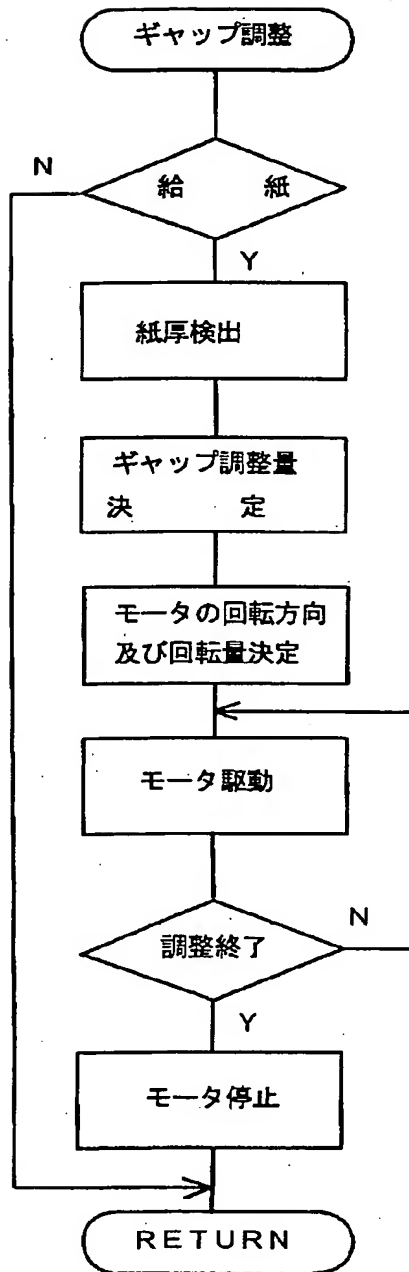 ギャップ調整
N
給 紙
Y
紙厚検出
ギャップ調整量
決 定
モータの回転方向
及び回転量決定
モータ駆動
N
調整終了
Y
モータ停止
RETURN